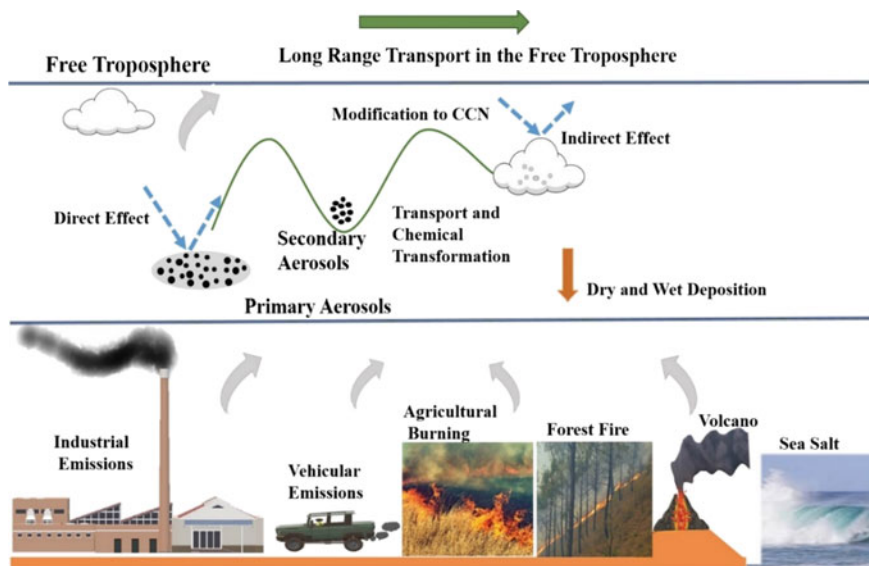 Long Range Transport in the Free Troposphere
Free Troposphere
Modification to CCN
Indirect Effect
Direct Effect
Secondary
Aerosols
Transport and
Chemical
Transformation
Dry and Wet Deposition
Primary Aerosols
Industrial
Emissions
Vehicular
Emissions
Agricultural
Burning
Forest Fire
Volcano
Sea Salt